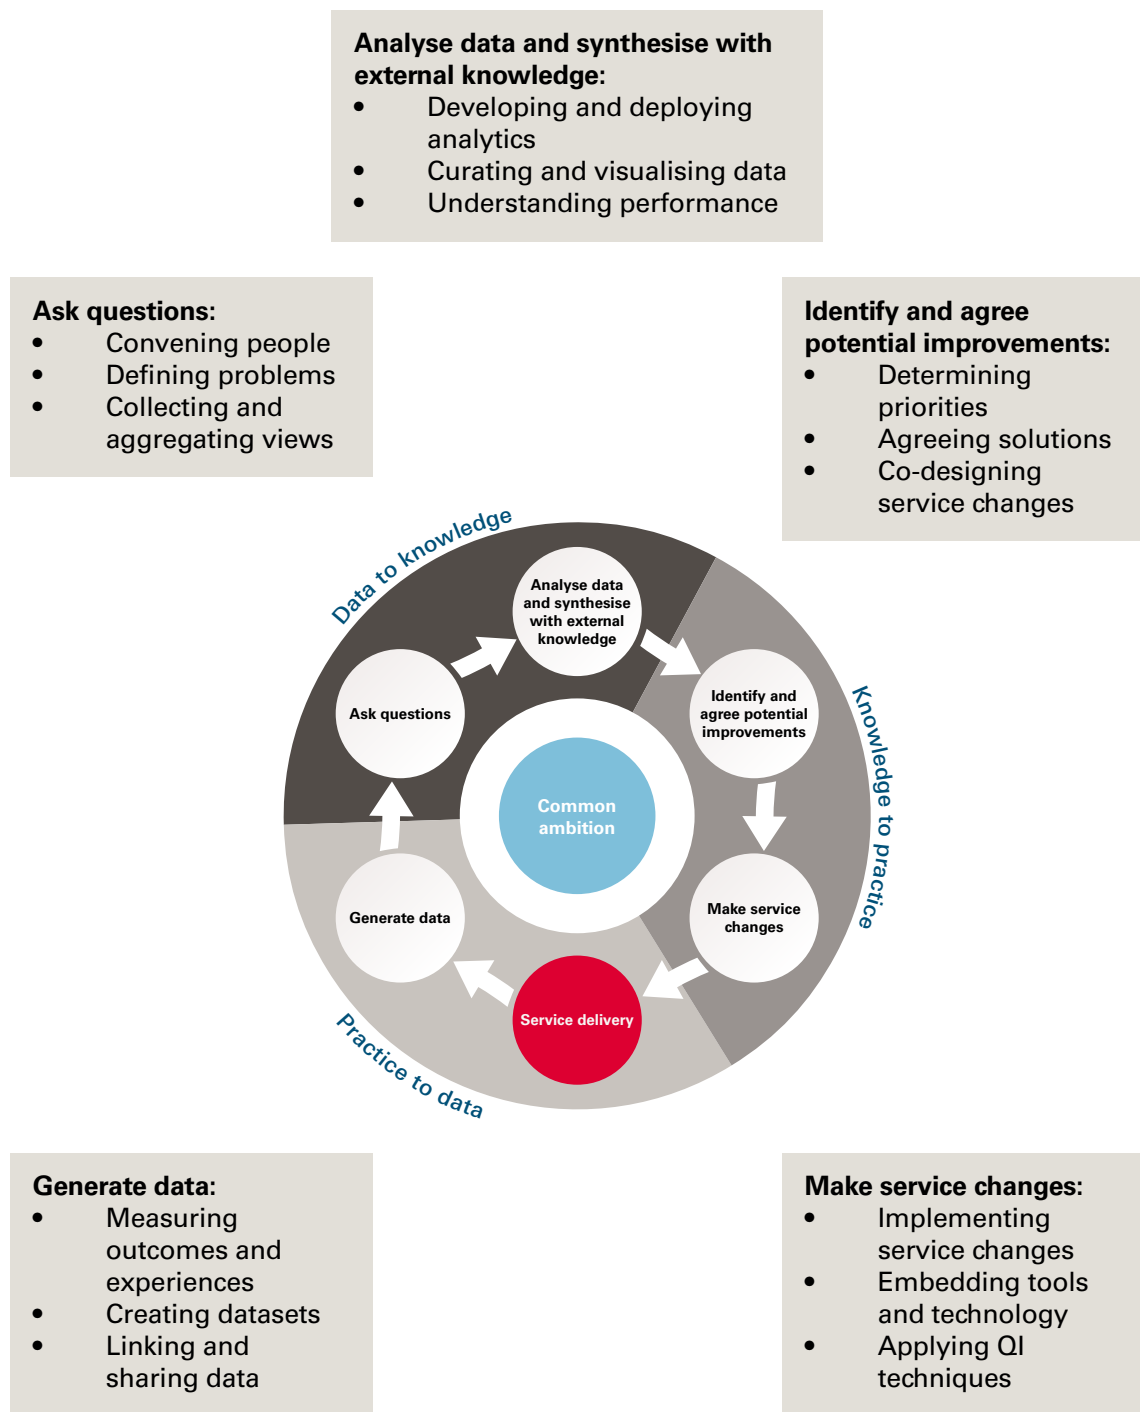 Analyse data and synthesise with
external knowledge:
• Developing and deploying
analytics
• Curating and visualising data
• Understanding performance
Ask questions:
• Convening people
• Defining problems
• Collecting and
aggregating views
Identify and agree
potential improvements:
• Determining
priorities
• Agreeing solutions
• Co-designing
service changes
Data to knowledge
Analyse data
and synthesise
with external
knowledge
Ask questions
Identify and
agree potential
improvements
Knowledge to practice
Common
ambition
Generate data
Make service
changes
Service delivery
Practice to data
Generate data:
• Measuring
outcomes and
experiences
• Creating datasets
• Linking and
sharing data
Make service changes:
• Implementing
service changes
• Embedding tools
and technology
• Applying QI
techniques